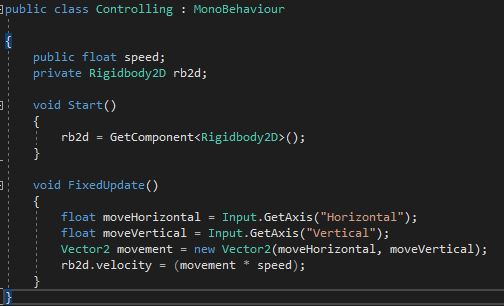 public class Controlling : MonoBehaviour
{
public float speed;
private Rigidbody2D rb2d;
void Start()
{
rb2d = GetComponent<Rigidbody2D>();
}
void FixedUpdate()
{
float moveHorizontal = Input.GetAxis("Horizontal");
float moveVertical = Input.GetAxis("Vertical");
Vector2 movement = new Vector2(moveHorizontal, moveVertical);
rb2d.velocity = (movement * speed);
}
}